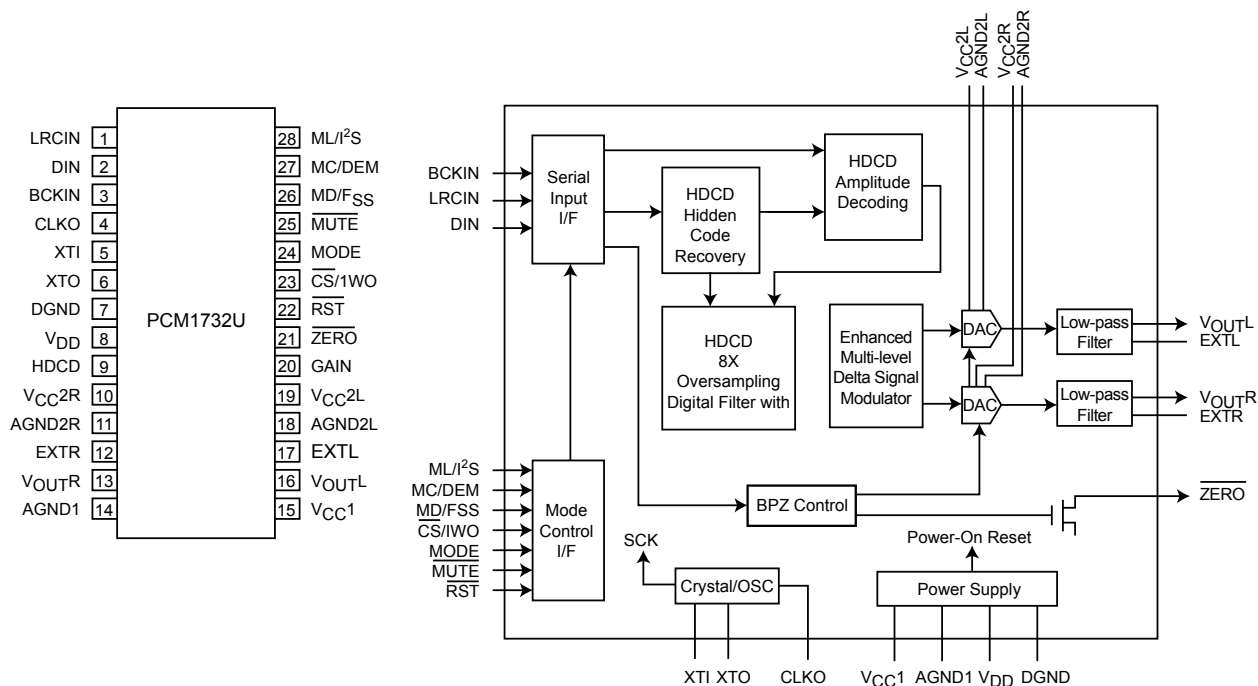 PCM1732U
LRCIN 1
DIN 2
BCKIN 3
CLKO 4
XTI 5
XTO 6
DGND 7
VDD 8
HDCD 9
VCC2R 10
AGND2R 11
EXTR 12
VOUTR 13
AGND1 14
28 ML/I2S
27 MC/DEM
26 MD/FSS
25 MUTE
24 MODE
23 CS/1WO
22 RST
21 ZERO
20 GAIN
19 VCC2L
18 AGND2L
17 EXTL
16 VOUTL
15 VCC1
VCC2L
AGND2L
VCC2R
AGND2R
BCKIN
LRCIN
DIN
Serial
Input
I/F
HDCD
Hidden
Code
Recovery
HDCD
Amplitude
Decoding
HDCD
8X
Oversampling
Digital Filter with
Enhanced
Multi-level
Delta Signal
Modulator
DAC
DAC
Low-pass
Filter
Low-pass
Filter
VOUTL
EXTL
VOUTR
EXTR
ML/I2S
MC/DEM
MD/FSS
CS/IWO
MODE
MUTE
RST
Mode
Control
I/F
BPZ Control
ZERO
SCK
Crystal/OSC
XTI
XTO
CLKO
Power-On Reset
Power Supply
VCC1
AGND1
VDD
DGND